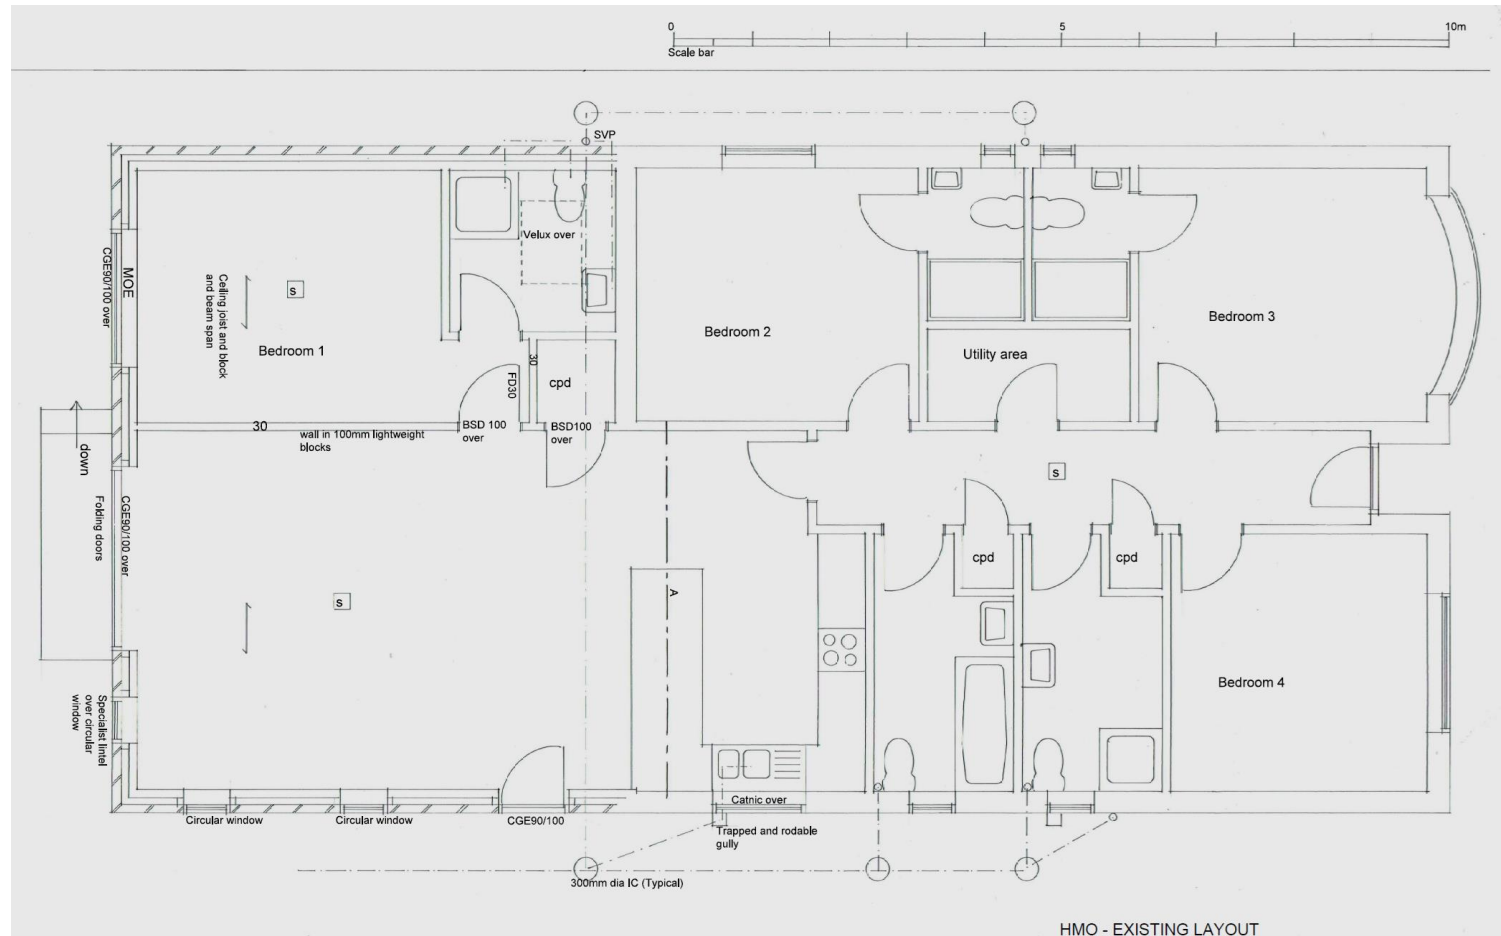 0 5 10m
Scale bar
SVP
Velux over
CGE90/100 over
MOE
Ceiling joist and block
and beam span
S
Bedroom 1
Bedroom 2
Bedroom 3
Utility area
30
FD30
cpd
30
wall in 100mm lightweight
blocks
BSD 100
over
BSD100
over
down
Folding doors
CGE90/100 over
S
cpd
cpd
A
S
Bedroom 4
Specialist lintel
over circular
window
Catnic over
Circular window
Circular window
CGE90/100
Trapped and rodable
gully
300mm dia IC (Typical)
HMO - EXISTING LAYOUT